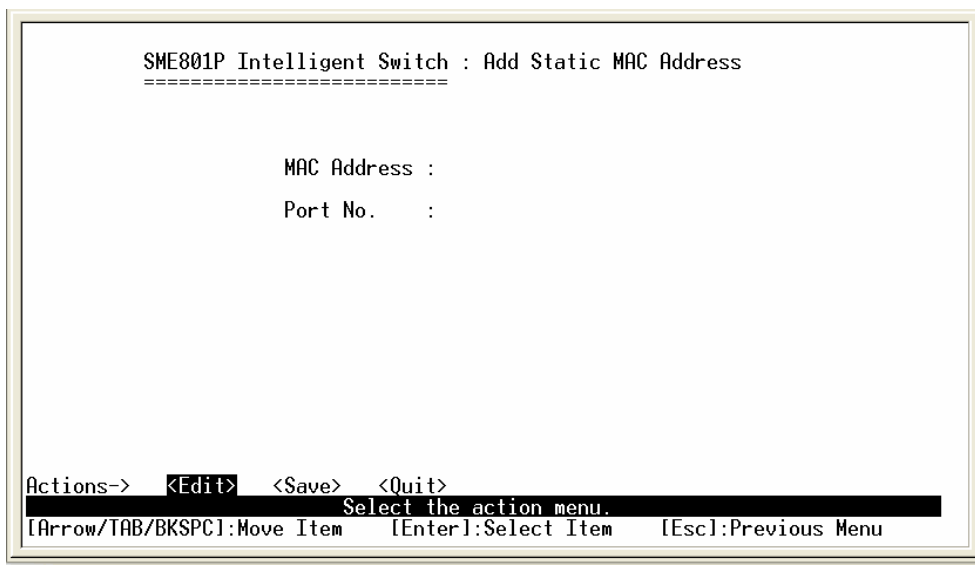 SME801P Intelligent Switch : Add Static MAC Address
==========================
MAC Address :
Port No. :
Actions-> <Edit> <Save> <Quit>
Select the action menu.
[Arrow/TAB/BKSPC]:Move Item [Enter]:Select Item [Esc]:Previous Menu